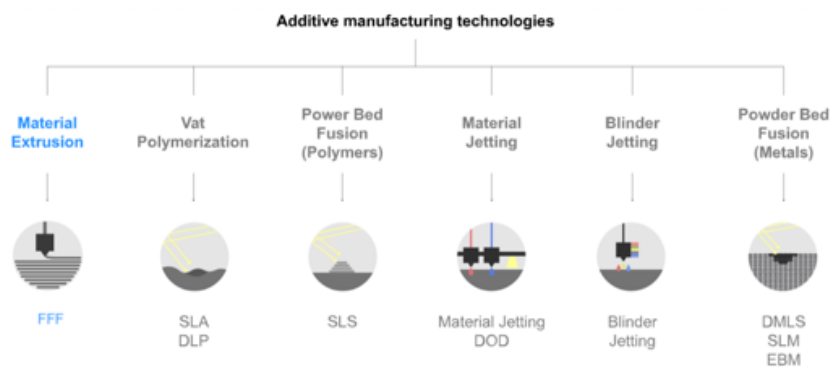 Additive manufacturing technologies
Material
Extrusion
Vat
Polymerization
Power Bed
Fusion
(Polymers)
Material
Jetting
Blinder
Jetting
Powder Bed
Fusion
(Metals)
FFF
SLA
DLP
SLS
Material Jetting
DOD
Blinder
Jetting
DMLS
SLM
EBM